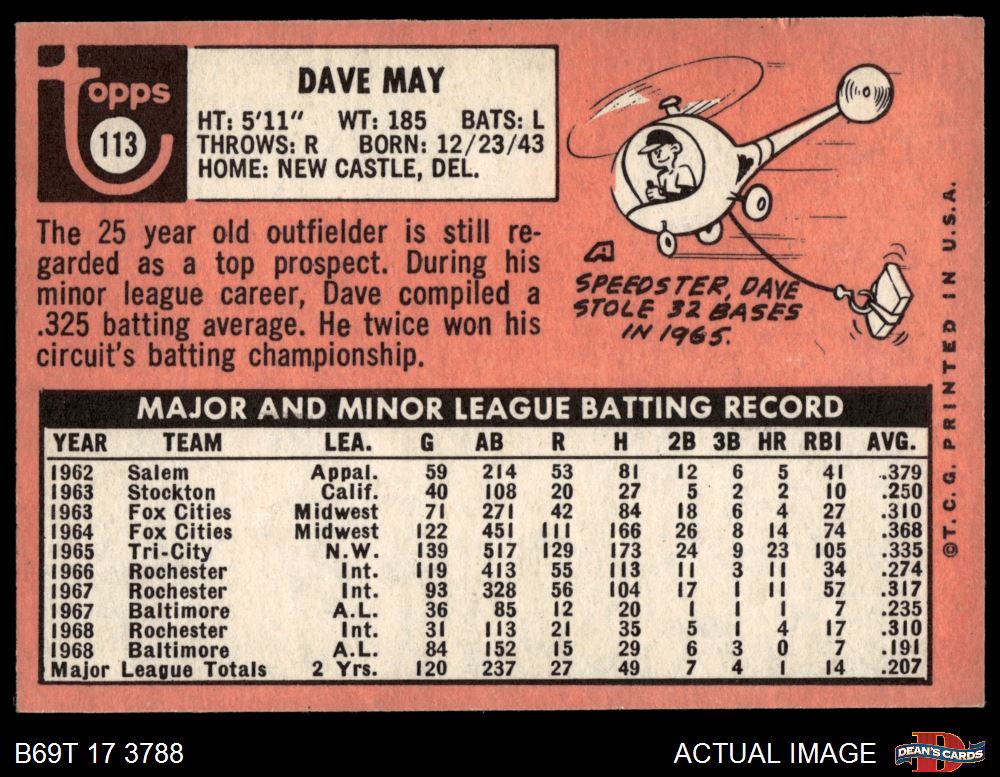 topps
113
DAVE MAY
HT: 5'11" WT: 185 BATS: L
THROWS: R BORN: 12/23/43
HOME: NEW CASTLE, DEL.
The 25 year old outfielder is still re-
garded as a top prospect. During his
minor league career, Dave compiled a
.325 batting average. He twice won his
circuit's batting championship.
A
SPEEDSTER, DAVE
STOLE 32 BASES
IN 1965.
©T. C. G. PRINTED IN U.S.A.
MAJOR AND MINOR LEAGUE BATTING RECORD
YEAR TEAM LEA. G AB R H 2B 3B HR RBI AVG.
1962 Salem Appal. 59 214 53 81 12 6 5 41 .379
1963 Stockton Calif. 40 108 20 27 5 2 2 10 .250
1963 Fox Cities Midwest 71 271 42 84 18 6 4 27 .310
1964 Fox Cities Midwest 122 451 111 166 26 8 14 74 .368
1965 Tri-City N.W. 139 517 129 173 24 9 23 105 .335
1966 Rochester Int. 119 413 55 113 11 3 11 34 .274
1967 Rochester Int. 93 328 56 104 17 1 11 57 .317
1967 Baltimore A.L. 36 85 12 20 1 1 1 7 .235
1968 Rochester Int. 31 113 21 35 5 1 4 17 .310
1968 Baltimore A.L. 84 152 15 29 6 3 0 7 .191
Major League Totals 2 Yrs. 120 237 27 49 7 4 1 14 .207
B69T 17 3788
ACTUAL IMAGE
D
DEAN'S CARDS